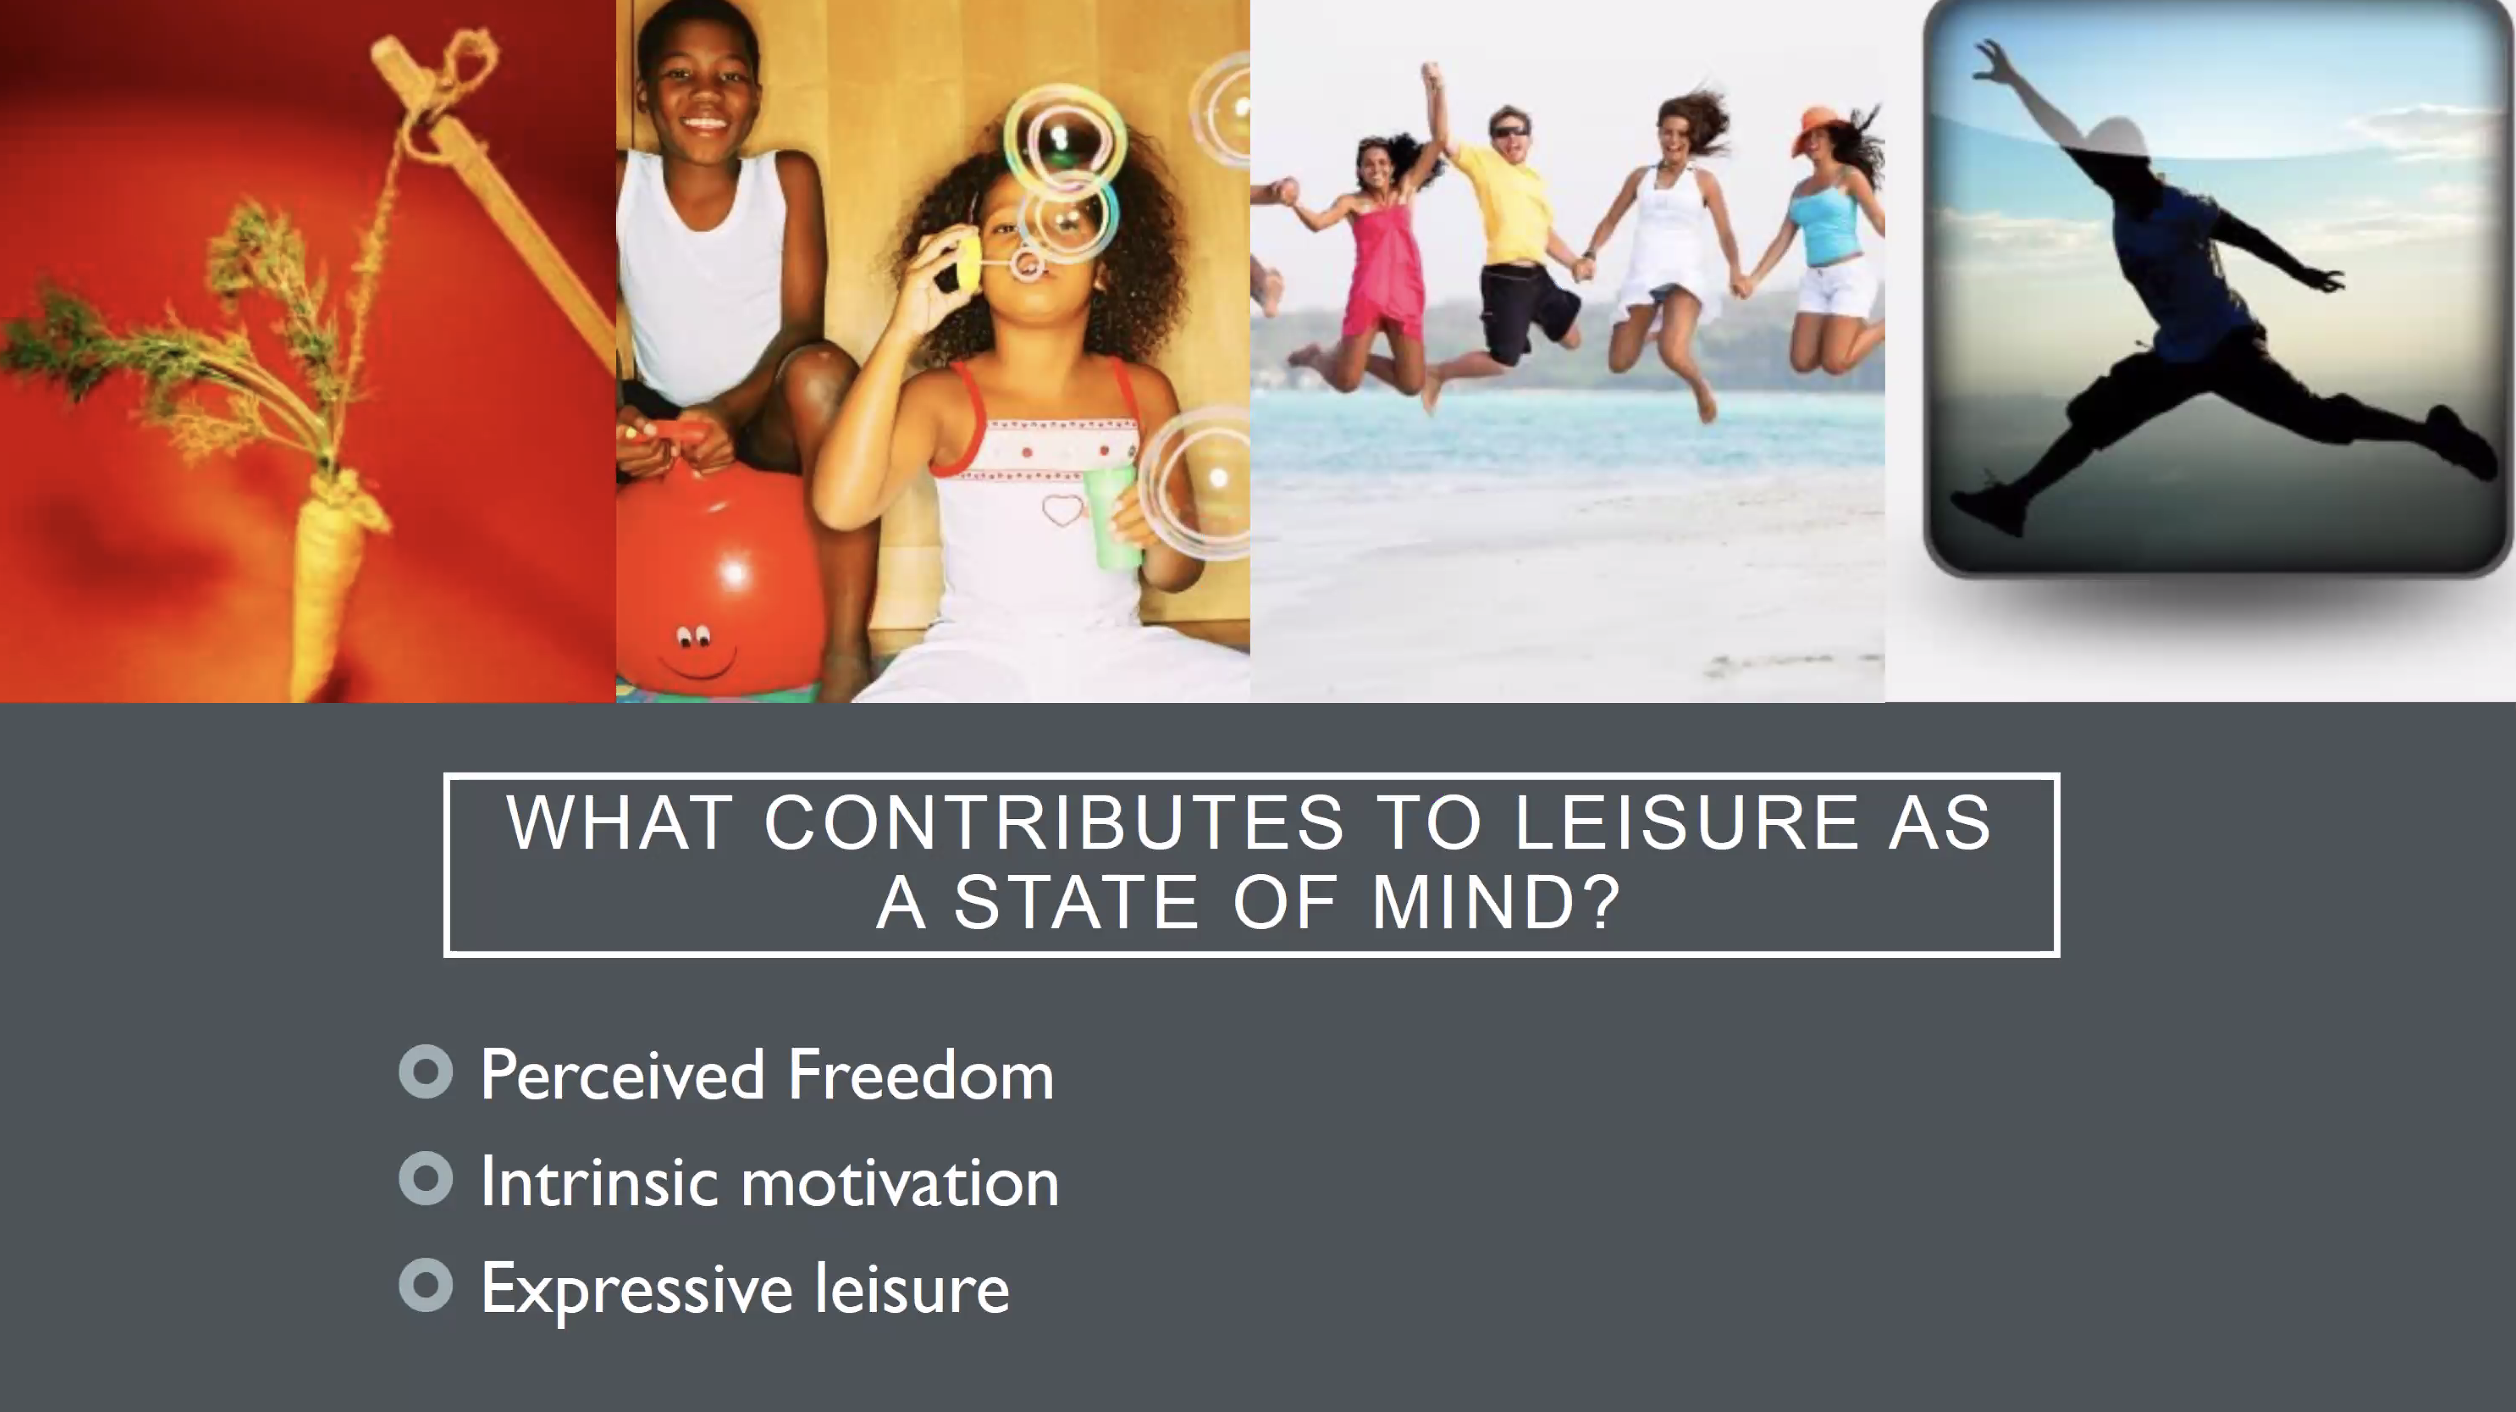 WHAT CONTRIBUTES TO LEISURE AS
A STATE OF MIND?
Perceived Freedom
Intrinsic motivation
Expressive leisure